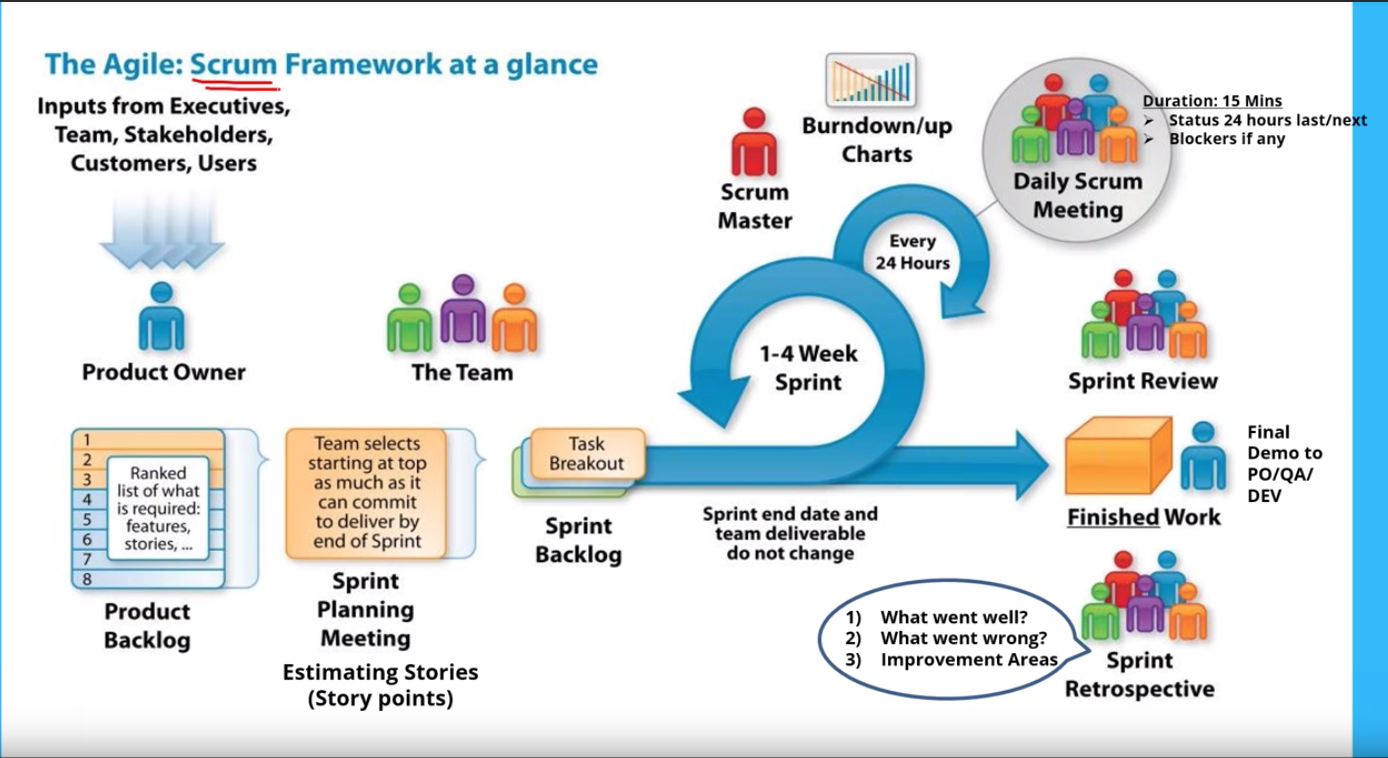 The Agile: Scrum Framework at a glance
Inputs from Executives,
Team, Stakeholders,
Customers, Users
Product Owner
The Team
1
2
3
4
5
6
7
8
Ranked
list of what
is required:
features,
stories, ...
Product
Backlog
Team selects
starting at top
as much as it
can commit
to deliver by
end of Sprint
Sprint
Planning
Meeting
Estimating Stories
(Story points)
Task
Breakout
Sprint
Backlog
Scrum
Master
Burndown/up
Charts
Every
24 Hours
1-4 Week
Sprint
Sprint end date and
team deliverable
do not change
Daily Scrum
Meeting
Duration: 15 Mins
➢ Status 24 hours last/next
➢ Blockers if any
Sprint Review
Finished Work
Final
Demo to
PO/QA/
DEV
1) What went well?
2) What went wrong?
3) Improvement Areas
Sprint
Retrospective